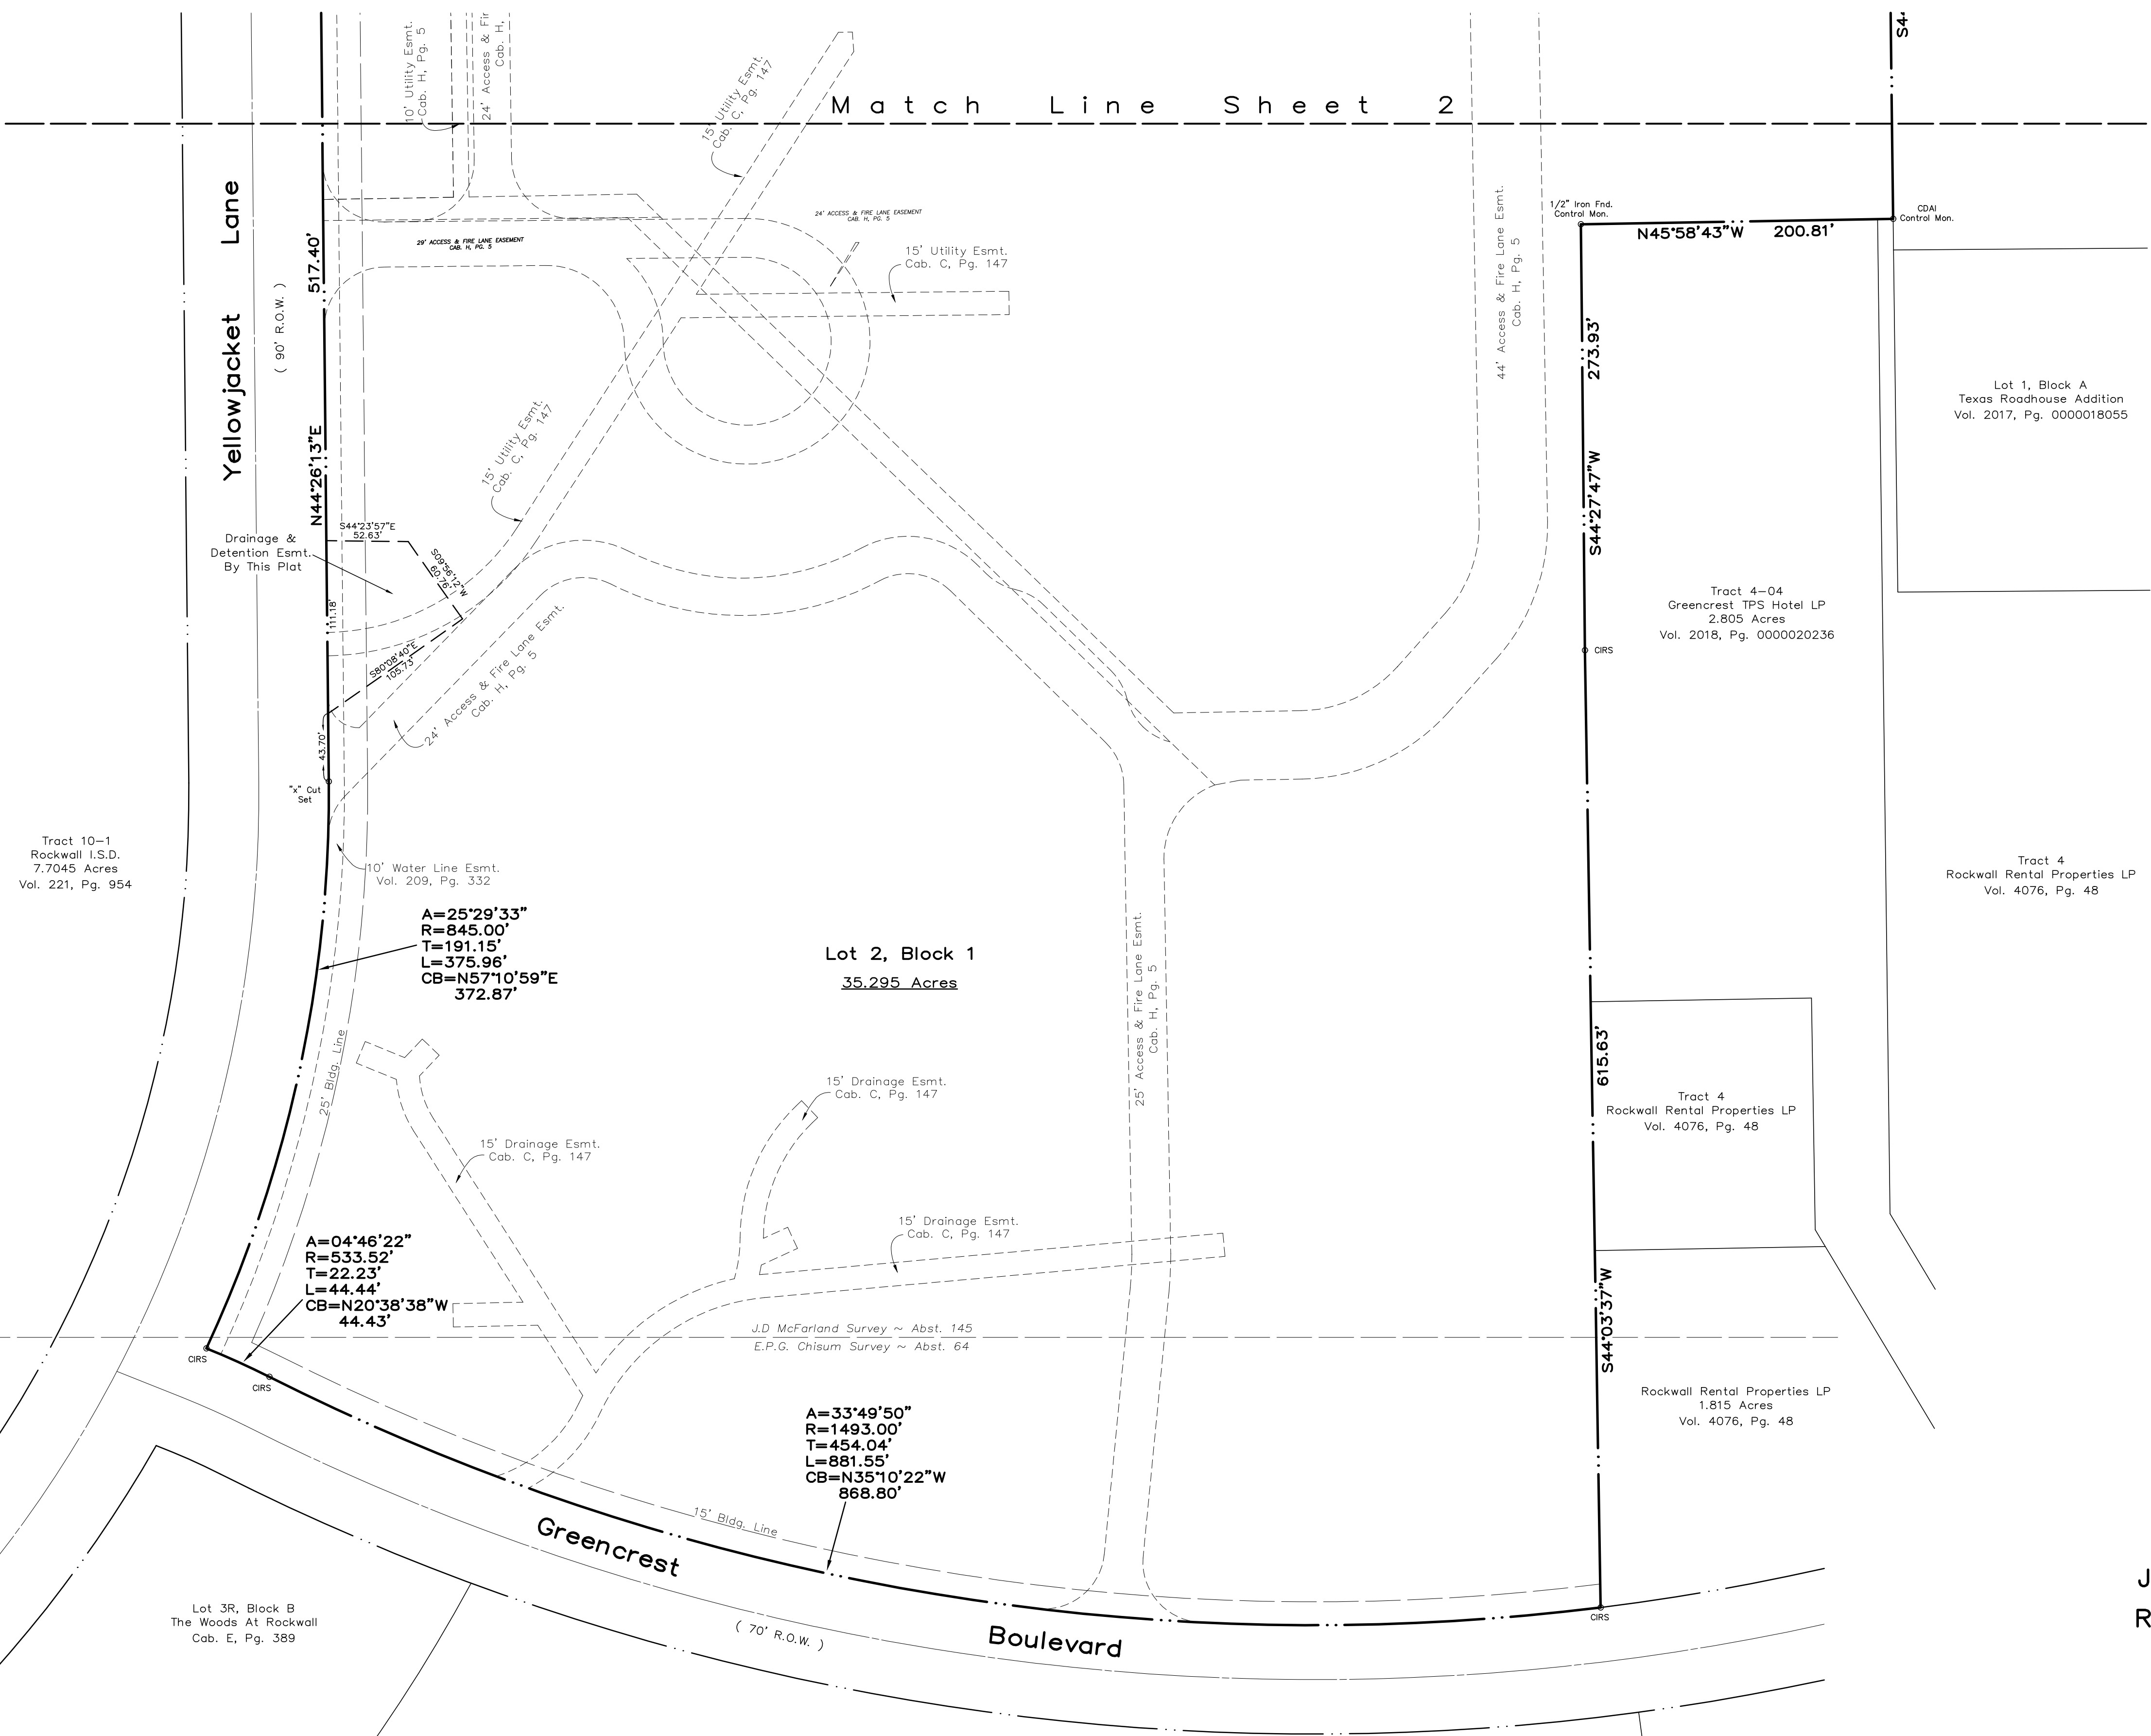 10' Utility Esmt.
Cab. H, Pg. 5
24' Access & Fir
Cab. H,
S44
Match Line Sheet 2
15' Utility Esmt.
Cab. C, Pg. 147
Yellowjacket Lane
( 90' R.O.W. )
517.40'
N44°26'13"E
29' ACCESS & FIRE LANE EASEMENT
CAB. H, PG. 5
24' ACCESS & FIRE LANE EASEMENT
CAB. H, PG. 5
15' Utility Esmt.
Cab. C, Pg. 147
44' Access & Fire Lane Esmt.
Cab. H, Pg. 5
1/2" Iron Fnd.
Control Mon.
N45°58'43"W 200.81'
CDAI
Control Mon.
273.93'
S44°27'47"W
Lot 1, Block A
Texas Roadhouse Addition
Vol. 2017, Pg. 0000018055
15' Utility Esmt.
Cab. C, Pg. 147
Drainage &
Detention Esmt.
By This Plat
S44°23'57"E
52.63'
S09°56'12"W
60.76'
111.18'
S80°08'40"E
105.73'
43.70'
24' Access & Fire Lane Esmt.
Cab. H, Pg. 5
"x" Cut
Set
Tract 4-04
Greencrest TPS Hotel LP
2.805 Acres
Vol. 2018, Pg. 0000020236
CIRS
Tract 10-1
Rockwall I.S.D.
7.7045 Acres
Vol. 221, Pg. 954
10' Water Line Esmt.
Vol. 209, Pg. 332
A=25°29'33"
R=845.00'
T=191.15'
L=375.96'
CB=N57°10'59"E
372.87'
Lot 2, Block 1
35.295 Acres
25' Access & Fire Lane Esmt.
Cab. H, Pg. 5
Tract 4
Rockwall Rental Properties LP
Vol. 4076, Pg. 48
25' Bldg. Line
615.63'
Tract 4
Rockwall Rental Properties LP
Vol. 4076, Pg. 48
15' Drainage Esmt.
Cab. C, Pg. 147
15' Drainage Esmt.
Cab. C, Pg. 147
15' Drainage Esmt.
Cab. C, Pg. 147
A=04°46'22"
R=533.52'
T=22.23'
L=44.44'
CB=N20°38'38"W
44.43'
J.D McFarland Survey ~ Abst. 145
E.P.G. Chisum Survey ~ Abst. 64
S44°03'37"W
CIRS
CIRS
Rockwall Rental Properties LP
1.815 Acres
Vol. 4076, Pg. 48
A=33°49'50"
R=1493.00'
T=454.04'
L=881.55'
CB=N35°10'22"W
868.80'
15' Bldg. Line
Greencrest Boulevard
( 70' R.O.W. )
CIRS
Lot 3R, Block B
The Woods At Rockwall
Cab. E, Pg. 389
J
R